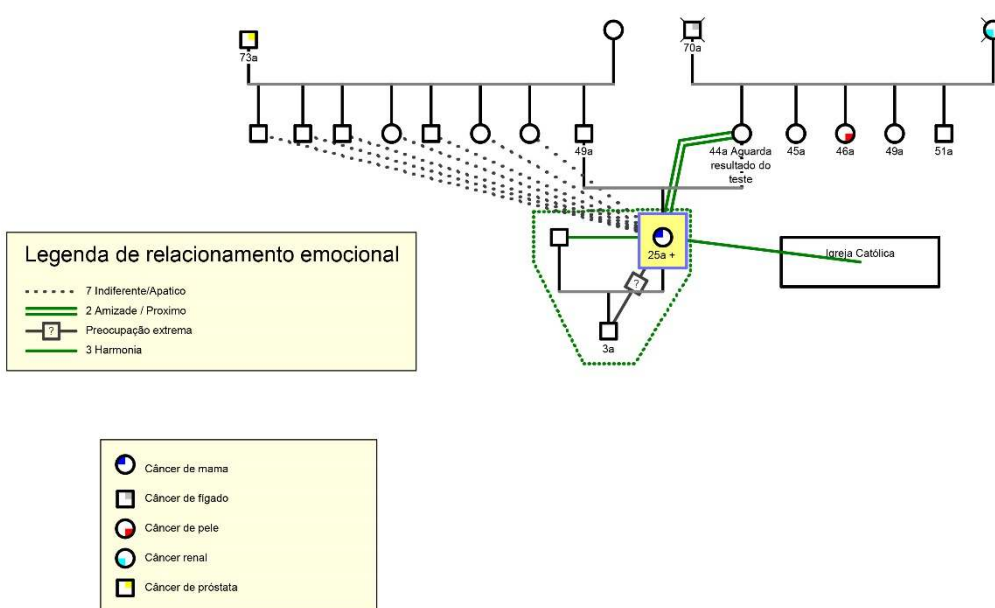 73a
70a
49a
44a Aguarda
resultado do
teste
45a
46a
49a
51a
25a +
Igreja Católica
?
3a
Legenda de relacionamento emocional
7 Indiferente/Apatico
2 Amizade / Proximo
? Preocupação extrema
3 Harmonia
Câncer de mama
Câncer de fígado
Câncer de pele
Câncer renal
Câncer de próstata